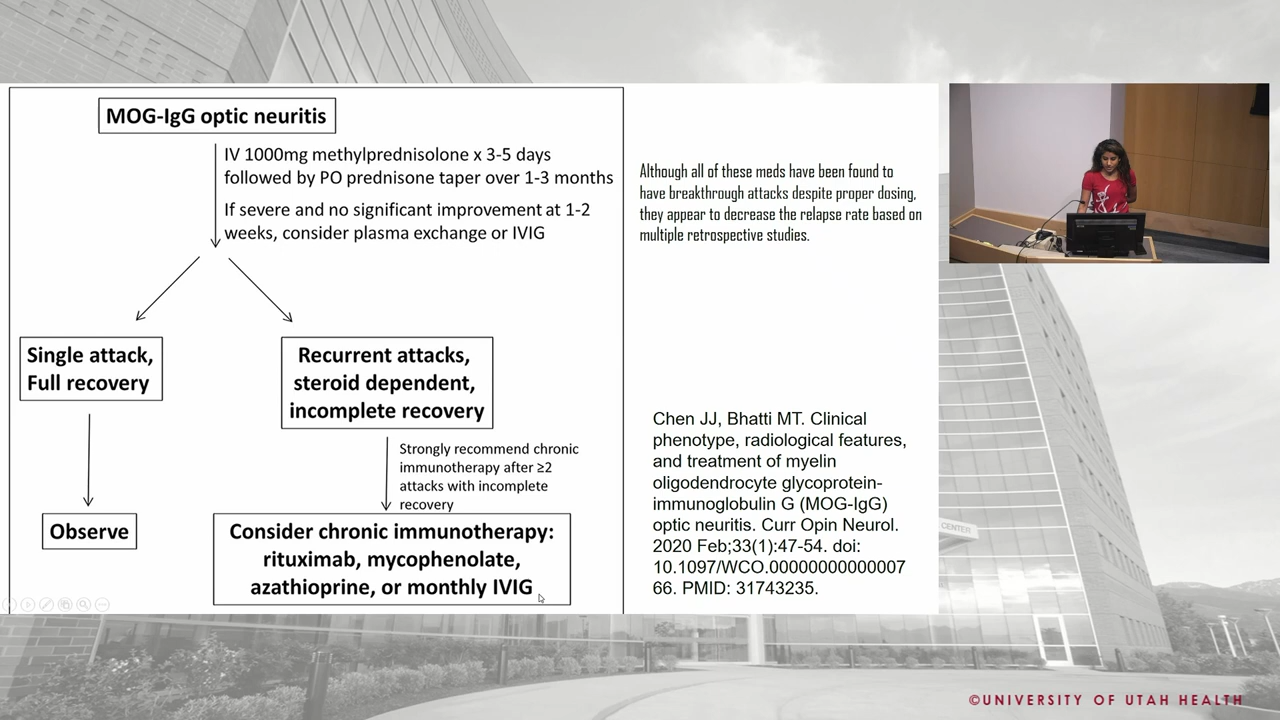 MOG-IgG optic neuritis
IV 1000mg methylprednisolone x 3-5 days
followed by PO prednisone taper over 1-3 months
If severe and no significant improvement at 1-2
weeks, consider plasma exchange or IVIG
Single attack,
Full recovery
Recurrent attacks,
steroid dependent,
incomplete recovery
Strongly recommend chronic
immunotherapy after ≥2
attacks with incomplete
recovery
Observe
Consider chronic immunotherapy:
rituximab, mycophenolate,
azathioprine, or monthly IVIG
Although all of these meds have been found to
have breakthrough attacks despite proper dosing,
they appear to decrease the relapse rate based on
multiple retrospective studies.
Chen JJ, Bhatti MT. Clinical
phenotype, radiological features,
and treatment of myelin
oligodendrocyte glycoprotein-
immunoglobulin G (MOG-IgG)
optic neuritis. Curr Opin Neurol.
2020 Feb;33(1):47-54. doi:
10.1097/WCO.00000000000007
66. PMID: 31743235.
CENTER
©UNIVERSITY OF UTAH HEALTH